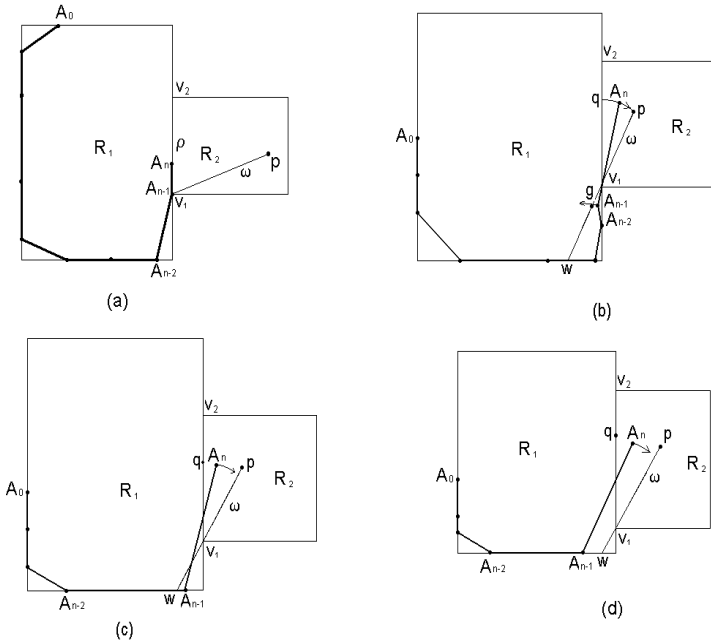 A₀
V₂
R₁
ρ
Aₙ
R₂
p
Aₙ₋₁
ω
V₁
Aₙ₋₂
(a)
V₂
q
Aₙ
p
R₂
A₀
R₁
ω
V₁
g
Aₙ₋₁
Aₙ₋₂
w
(b)
V₂
q
Aₙ
p
A₀
R₁
ω
R₂
V₁
Aₙ₋₂
w
Aₙ₋₁
(c)
V₂
q
Aₙ
p
R₁
R₂
A₀
ω
V₁
Aₙ₋₂
Aₙ₋₁
w
(d)